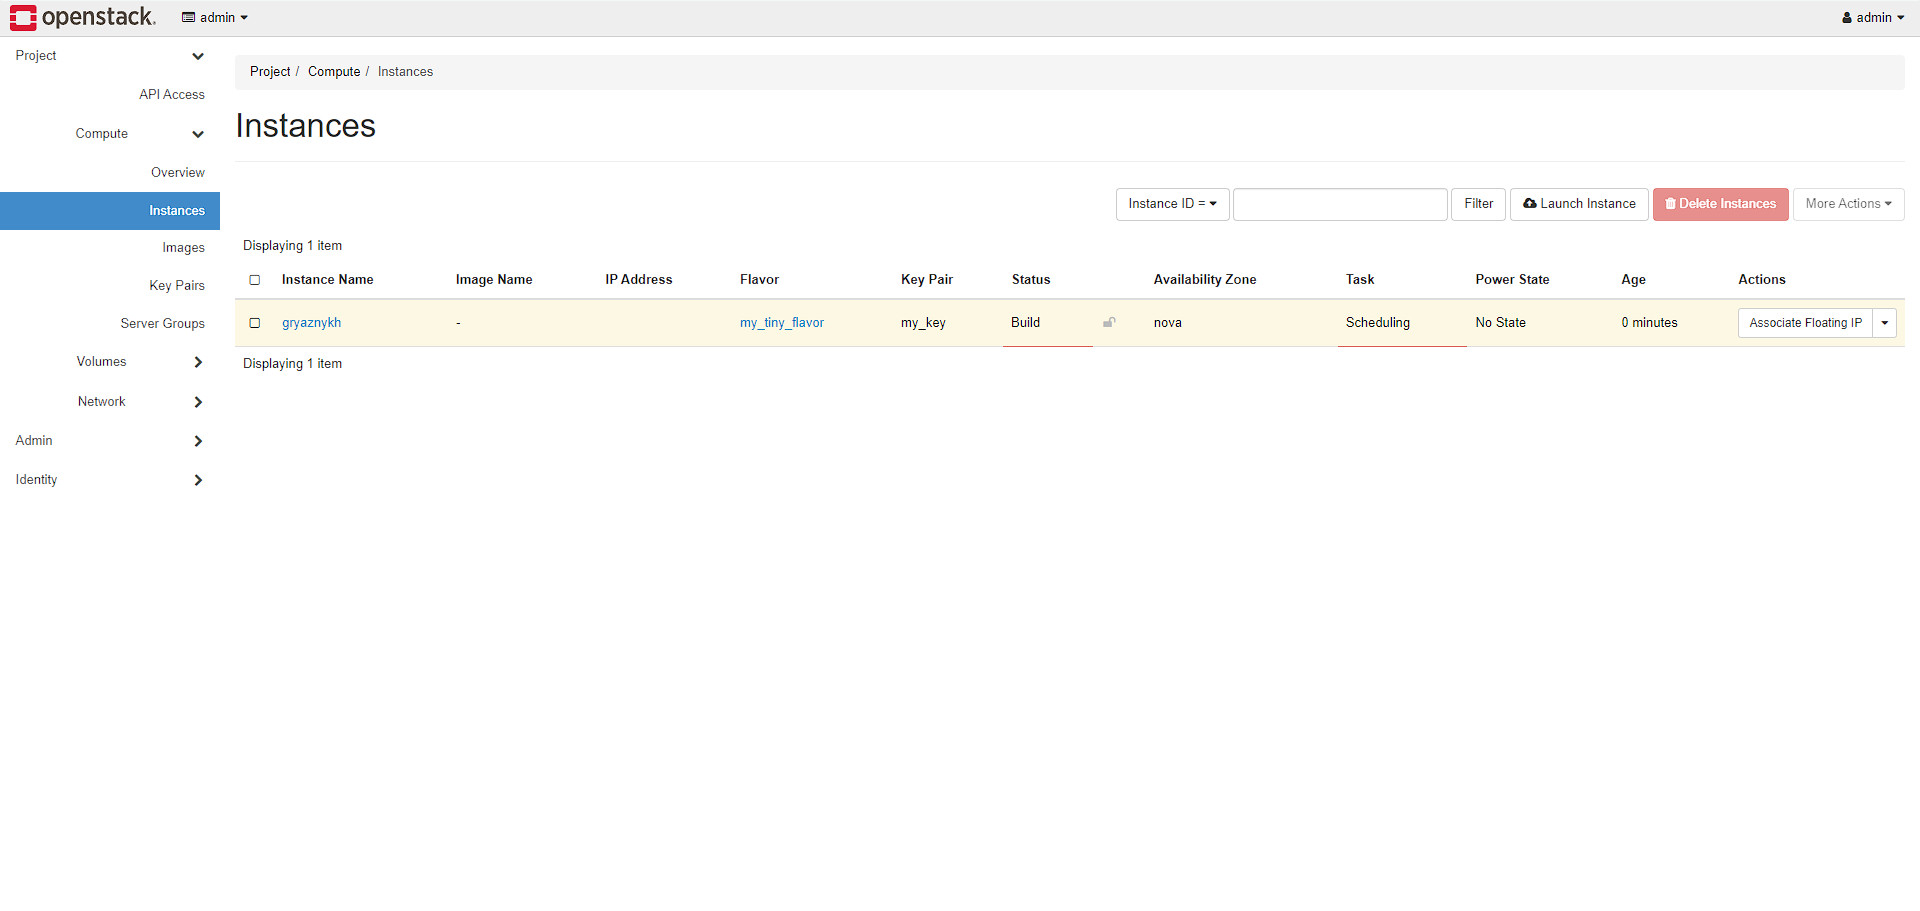 openstack. admin admin
Project
API Access
Compute
Overview
Instances
Images
Key Pairs
Server Groups
Volumes
Network
Admin
Identity
Project / Compute / Instances
Instances
Instance ID = Filter Launch Instance Delete Instances More Actions
Displaying 1 item
Instance Name Image Name IP Address Flavor Key Pair Status Availability Zone Task Power State Age Actions
gryaznykh - my_tiny_flavor my_key Build nova Scheduling No State 0 minutes Associate Floating IP
Displaying 1 item